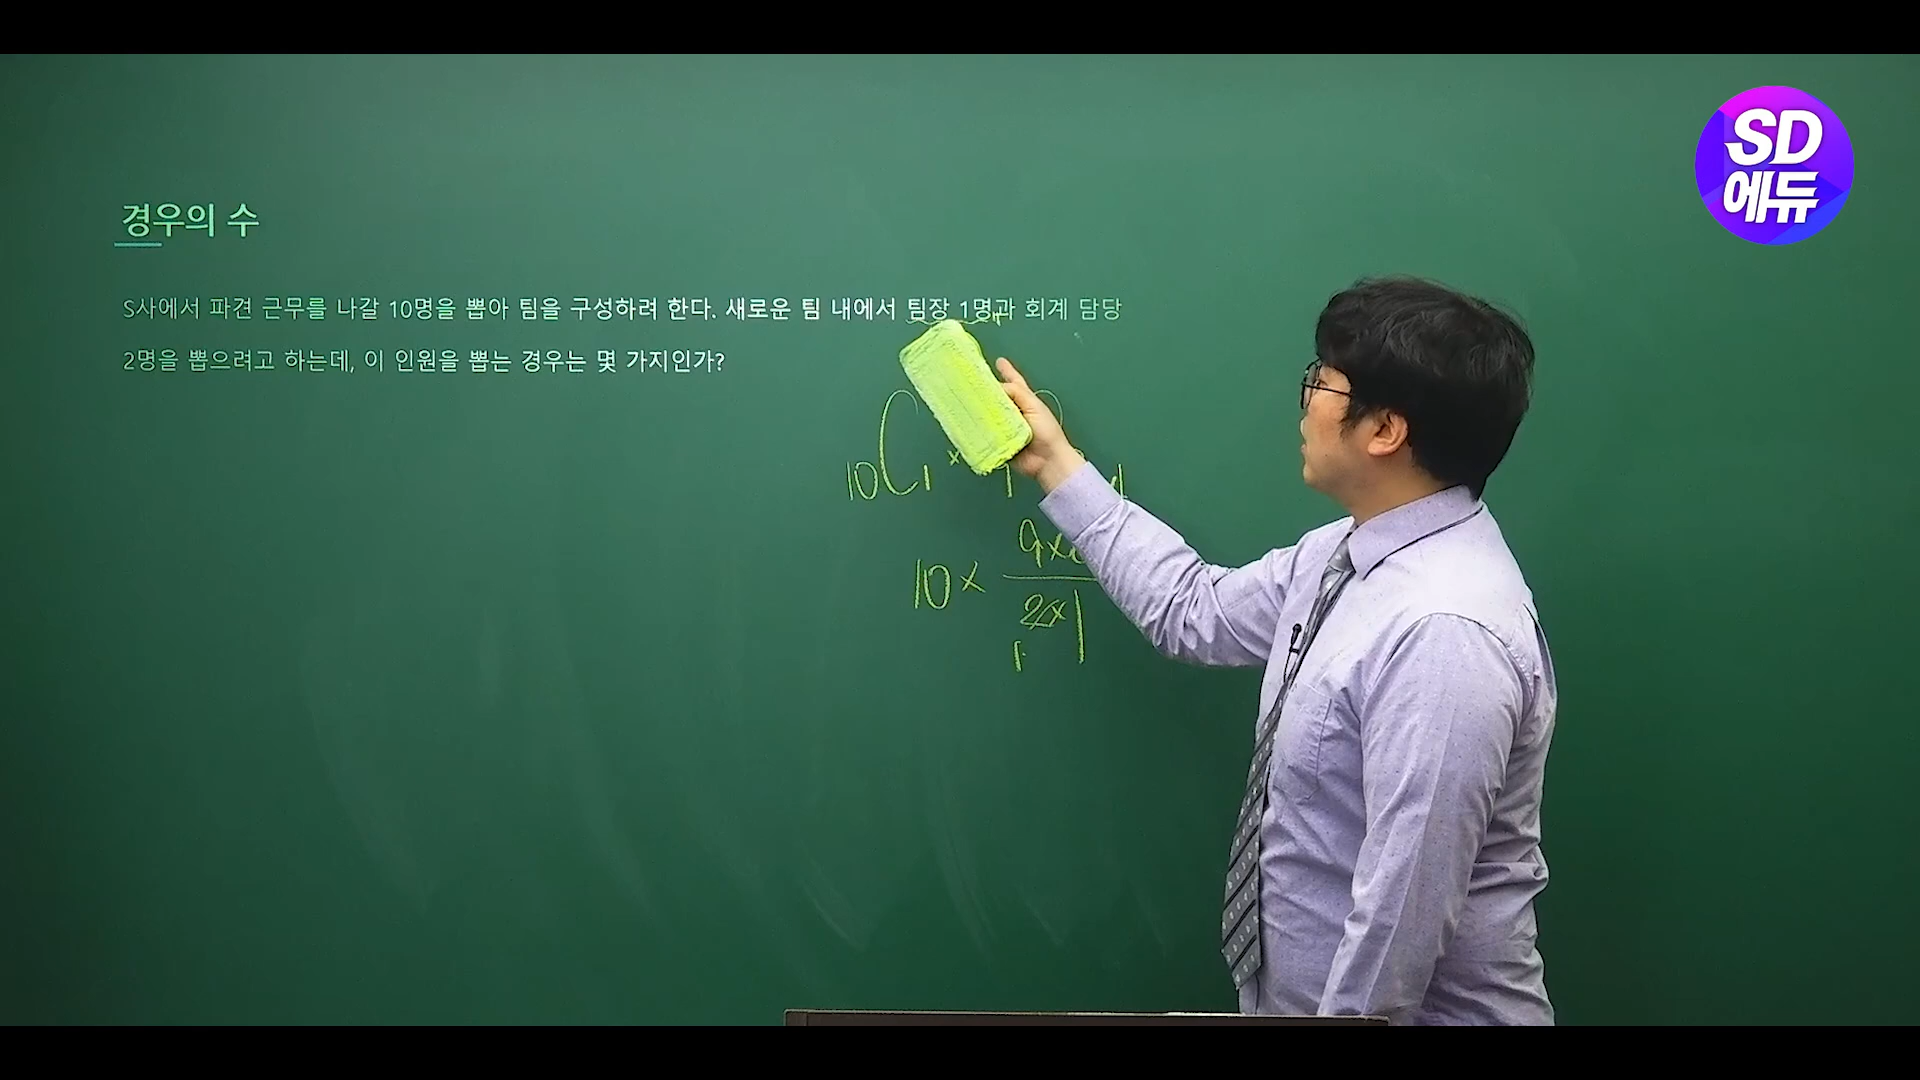 SD
에듀
경우의 수
S사에서 파견 근무를 나갈 10명을 뽑아 팀을 구성하려 한다. 새로운 팀 내에서 팀장 1명과 회계 담당
2명을 뽑으려고 하는데, 이 인원을 뽑는 경우는 몇 가지인가?
10C1 ×
10 × 9×
2×1
1